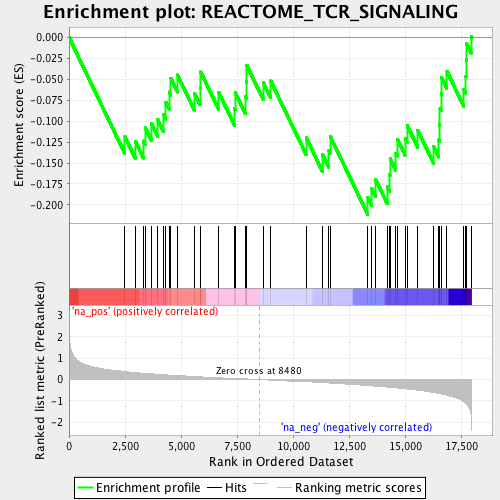 Enrichment plot: REACTOME_TCR_SIGNALING
Enrichment score (ES)
0.000
-0.025
-0.050
-0.075
-0.100
-0.125
-0.150
-0.175
-0.200
'na_pos' (positively correlated)
Ranked list metric (PreRanked)
3
2
1
0
-1
-2
Zero cross at 8480
'na_neg' (negatively correlated)
0
2,500
5,000
7,500
10,000
12,500
15,000
17,500
Rank in Ordered Dataset
Enrichment profile
Hits
Ranking metric scores